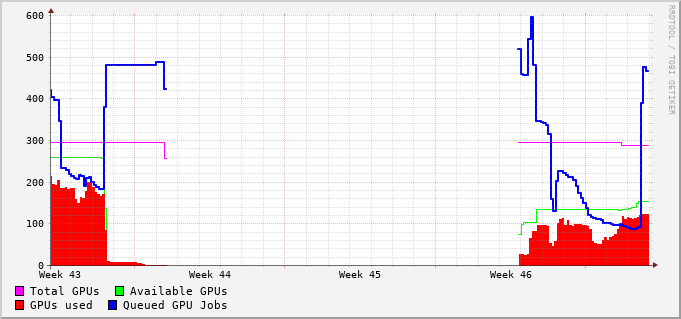 600
500
400
300
200
100
0
Week 43 Week 44 Week 45 Week 46
Total GPUs Available GPUs
GPUs used Queued GPU Jobs
RRDTOOL / TOBI OETIKER